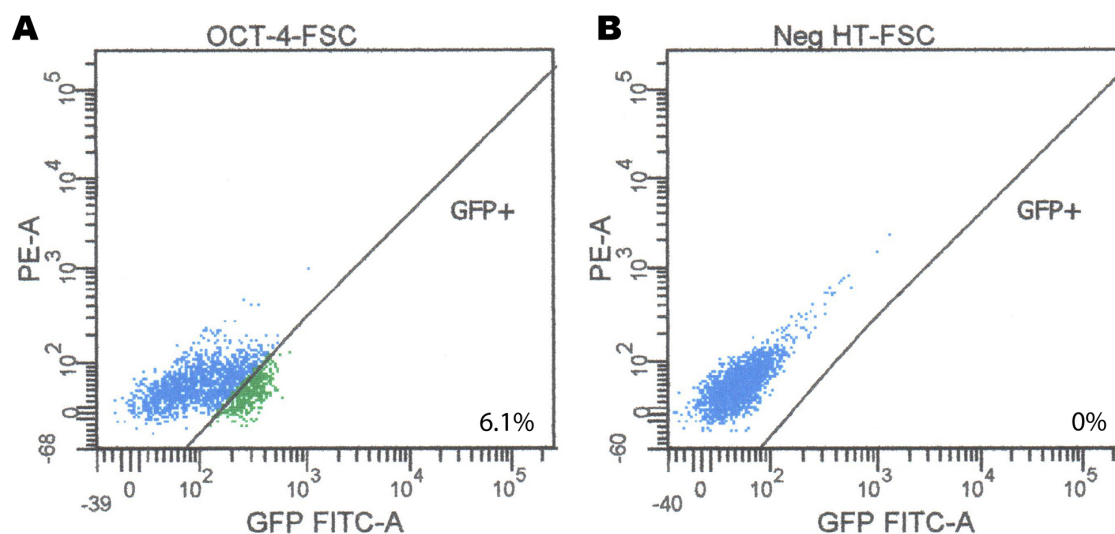 A
OCT-4-FSC
PE-A
10^5
10^4
10^3
10^2
0
-68
GFP+
6.1%
-39
0
10^2
10^3
10^4
10^5
GFP FITC-A
B
Neg HT-FSC
PE-A
10^5
10^4
10^3
10^2
0
-60
GFP+
0%
-40
0
10^2
10^3
10^4
10^5
GFP FITC-A